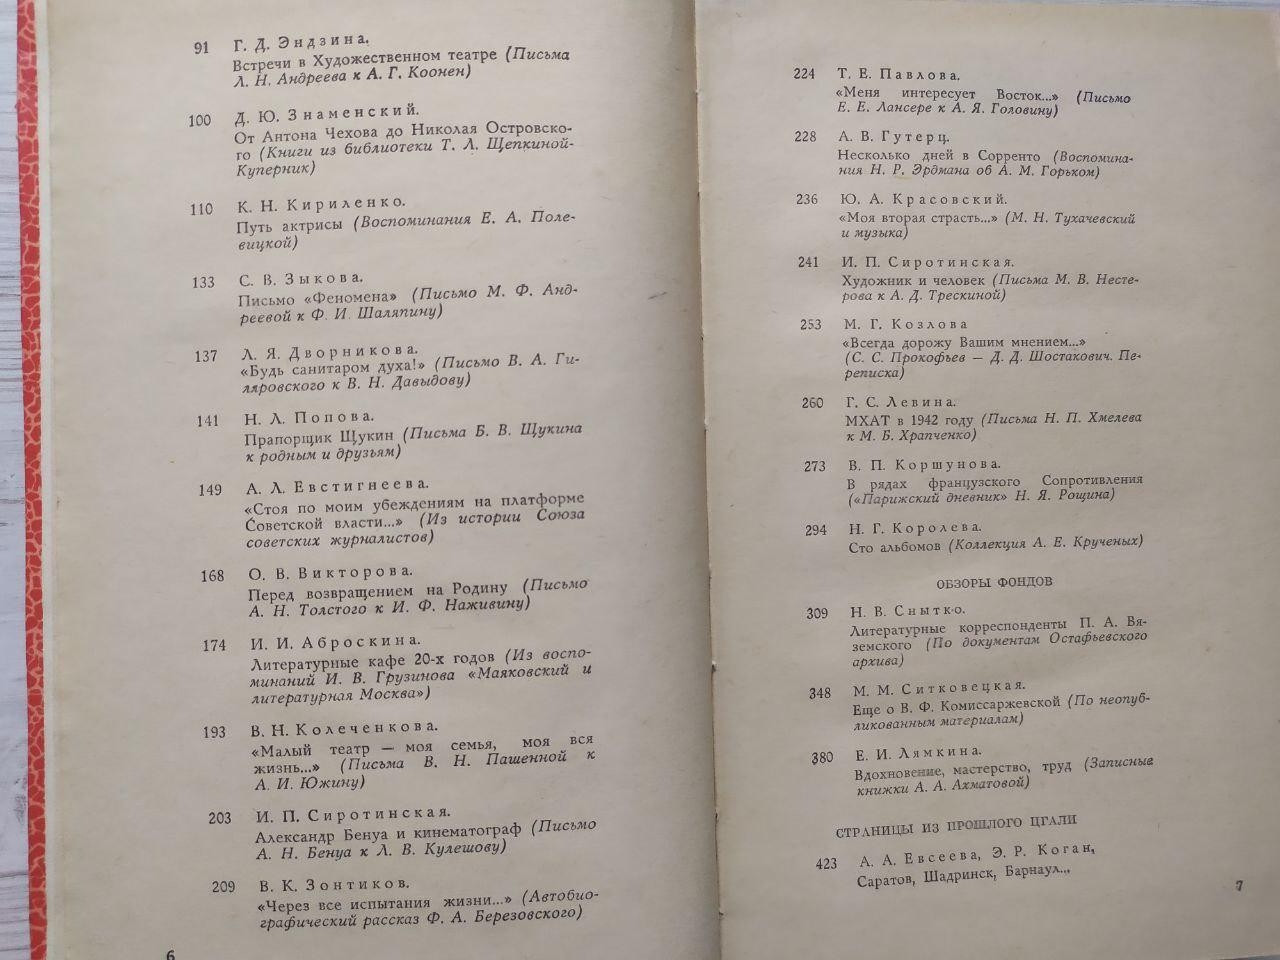 91 Г. Д. Эндзина.
Встречи в Художественном театре (Письма
Л. Н. Андреева к А. Г. Коонен)
100 Д. Ю. Знаменский.
От Антона Чехова до Николая Островско-
го (Книги из библиотеки Т. Л. Щепкиной-
Куперник)
110 К. Н. Кириленко.
Путь актрисы (Воспоминания Е. А. Поле-
вицкой)
133 С. В. Зыкова.
Письмо «Феномена» (Письмо М. Ф. Анд-
реевой к Ф. И. Шаляпину)
137 Л. Я. Дворникова.
«Будь санитаром духа!» (Письмо В. А. Ги-
ляровского к В. Н. Давыдову)
141 Н. Л. Попова.
Прапорщик Щукин (Письма Б. В. Щукина
к родным и друзьям)
149 А. Л. Евстигнеева.
«Стоя по моим убеждениям на платформе
Советской власти...» (Из истории Союза
советских журналистов)
168 О. В. Викторова.
Перед возвращением на Родину (Письмо
А. Н. Толстого к И. Ф. Наживину)
174 И. И. Аброскина.
Литературные кафе 20-х годов (Из воспо-
минаний И. В. Грузинова «Маяковский и
литературная Москва»)
193 В. Н. Колеченкова.
«Малый театр — моя семья, моя вся
жизнь...» (Письма В. Н. Пашенной к
А. И. Южину)
203 И. П. Сиротинская.
Александр Бенуа и кинематограф (Письмо
А. Н. Бенуа к Л. В. Кулешову)
209 В. К. Зонтиков.
«Через все испытания жизни...» (Автобио-
графический рассказ Ф. А. Березовского)
6
224 Т. Е. Павлова.
«Меня интересует Восток...» (Письмо
Е. Е. Лансере к А. Я. Головину)
228 А. В. Гутерц.
Несколько дней в Сорренто (Воспомина-
ния Н. Р. Эрдмана об А. М. Горьком)
236 Ю. А. Красовский.
«Моя вторая страсть...» (М. Н. Тухачевский
и музыка)
241 И. П. Сиротинская.
Художник и человек (Письма М. В. Несте-
рова к А. Д. Трескиной)
253 М. Г. Козлова
«Всегда дорожу Вашим мнением...»
(С. С. Прокофьев — Д. Д. Шостакович. Пе-
реписка)
260 Г. С. Левина.
МХАТ в 1942 году (Письма Н. П. Хмелева
к М. Б. Храпченко)
273 В. П. Коршунова.
В рядах французского Сопротивления
(«Парижский дневник» Н. Я. Рощина)
294 Н. Г. Королева.
Сто альбомов (Коллекция А. Е. Крученых)
ОБЗОРЫ ФОНДОВ
309 Н. В. Снытко.
Литературные корреспонденты П. А. Вя-
земского (По документам Остафьевского
архива)
348 М. М. Ситковецкая.
Еще о В. Ф. Комиссаржевской (По неопуб-
ликованным материалам)
380 Е. И. Лямкина.
Вдохновение, мастерство, труд (Записные
книжки А. А. Ахматовой)
СТРАНИЦЫ ИЗ ПРОШЛОГО ЦГАЛИ
423 А. А. Евсеева, Э. Р. Коган,
Саратов, Шадринск, Барнаул...
7